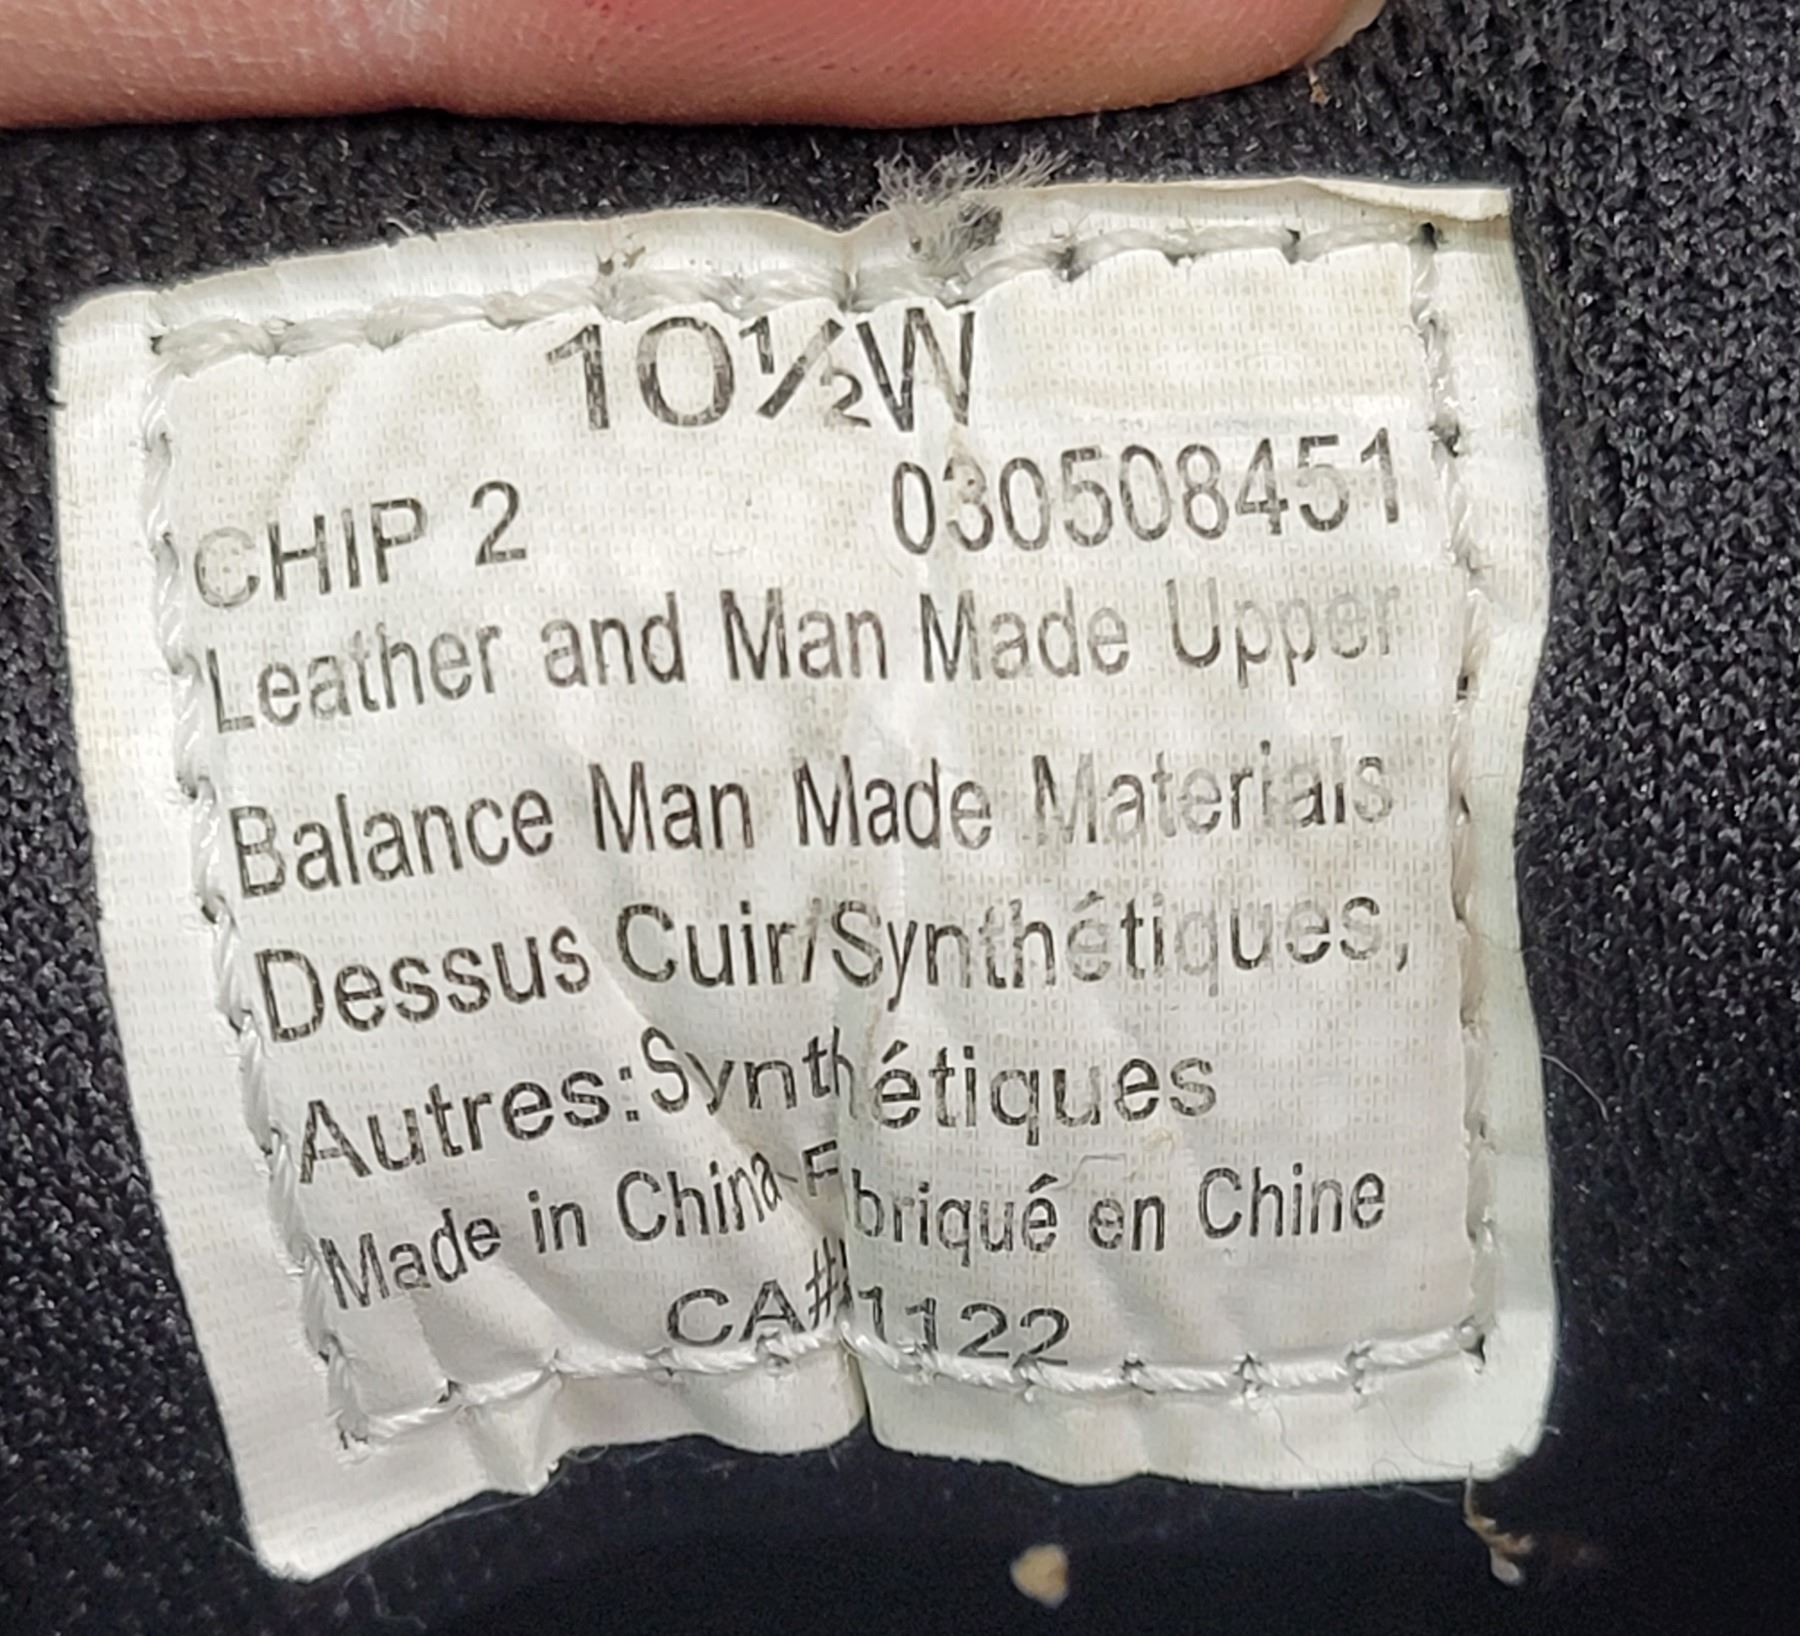 10½W
CHIP 2 030508451
Leather and Man Made Upper
Balance Man Made Materials
Dessus Cuir/Synthétiques,
Autres:Synthétiques
Made in China-F briqué en Chine
CA# 1122